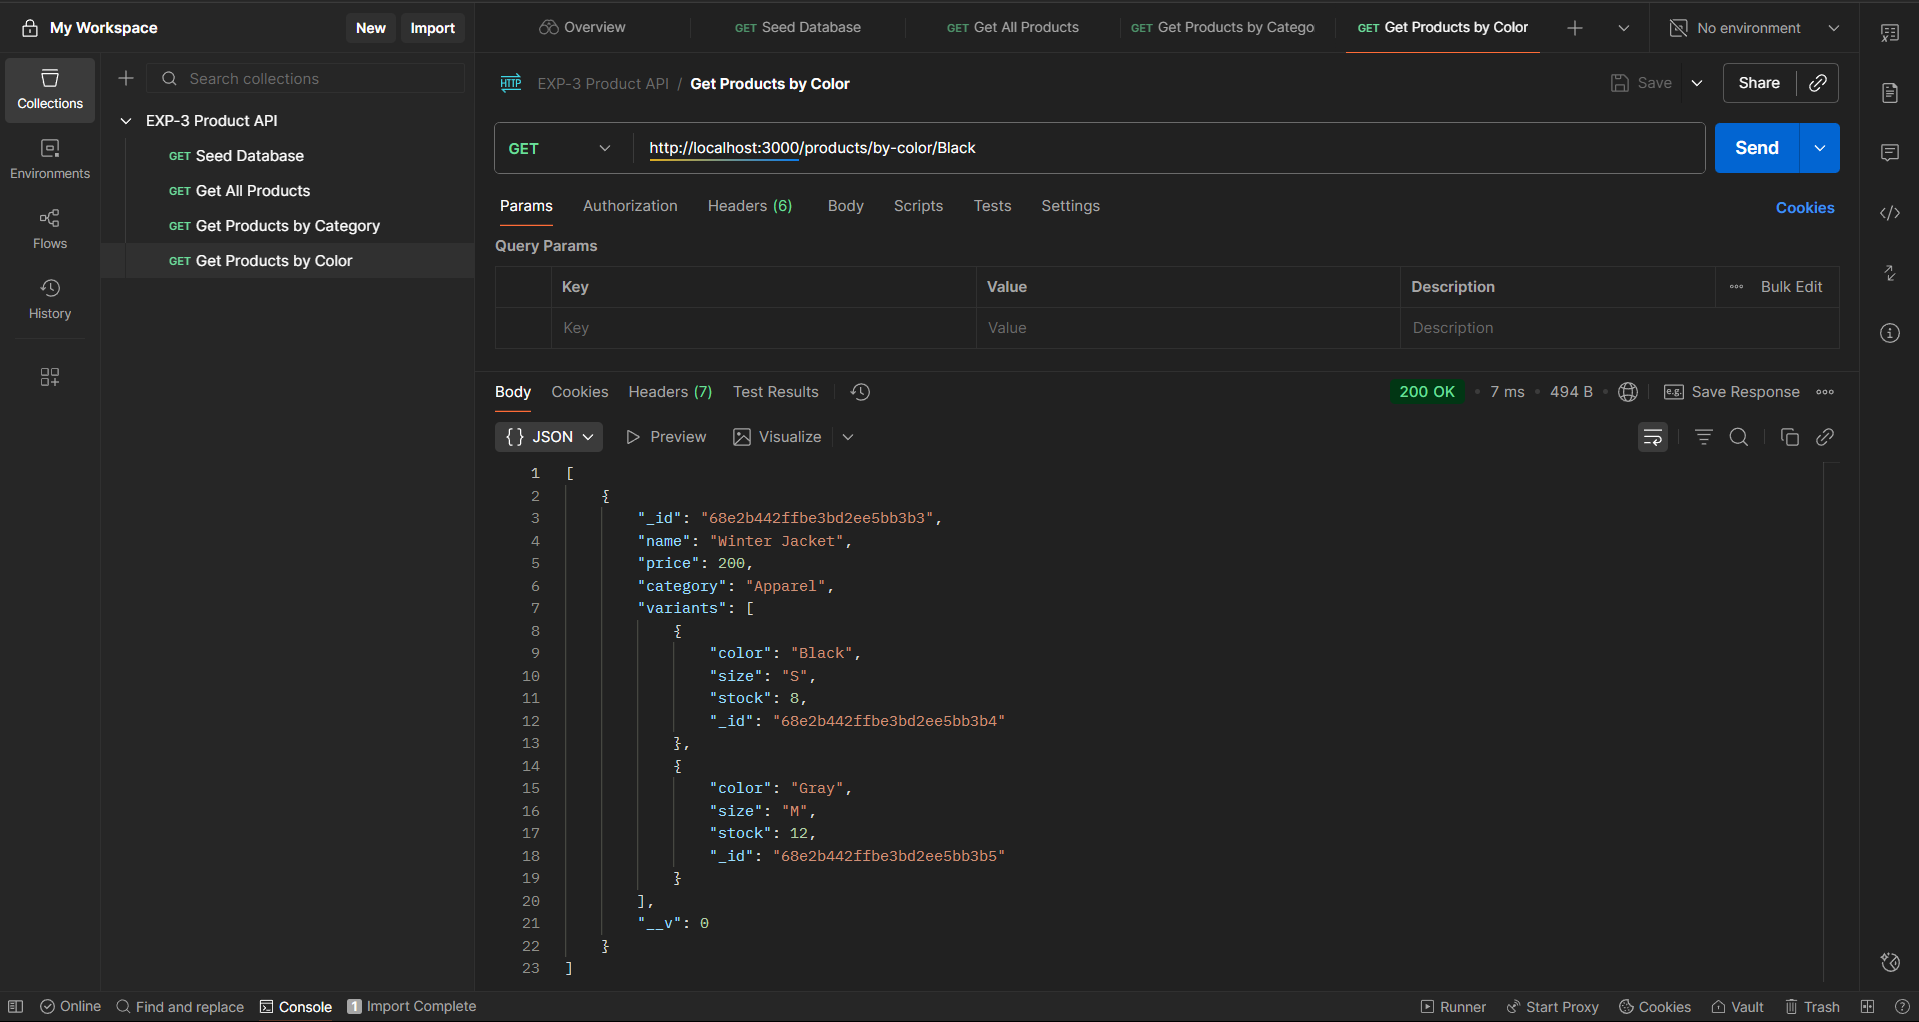 My Workspace
New
Import
Overview
GET Seed Database
GET Get All Products
GET Get Products by Catego
GET Get Products by Color
No environment
Collections
Environments
Flows
History
Search collections
EXP-3 Product API
GET Seed Database
GET Get All Products
GET Get Products by Category
GET Get Products by Color
HTTP
EXP-3 Product API / Get Products by Color
Save
Share
GET
http://localhost:3000/products/by-color/Black
Send
Params
Authorization
Headers (6)
Body
Scripts
Tests
Settings
Cookies
Query Params
Key
Value
Description
Bulk Edit
Key
Value
Description
Body
Cookies
Headers (7)
Test Results
200 OK
7 ms
494 B
e.g.
Save Response
{} JSON
Preview
Visualize
1 [
2 {
3 "_id": "68e2b442ffbe3bd2ee5bb3b3",
4 "name": "Winter Jacket",
5 "price": 200,
6 "category": "Apparel",
7 "variants": [
8 {
9 "color": "Black",
10 "size": "S",
11 "stock": 8,
12 "_id": "68e2b442ffbe3bd2ee5bb3b4"
13 },
14 {
15 "color": "Gray",
16 "size": "M",
17 "stock": 12,
18 "_id": "68e2b442ffbe3bd2ee5bb3b5"
19 }
20 ],
21 "__v": 0
22 }
23 ]
Online
Find and replace
Console
1 Import Complete
Runner
Start Proxy
Cookies
Vault
Trash